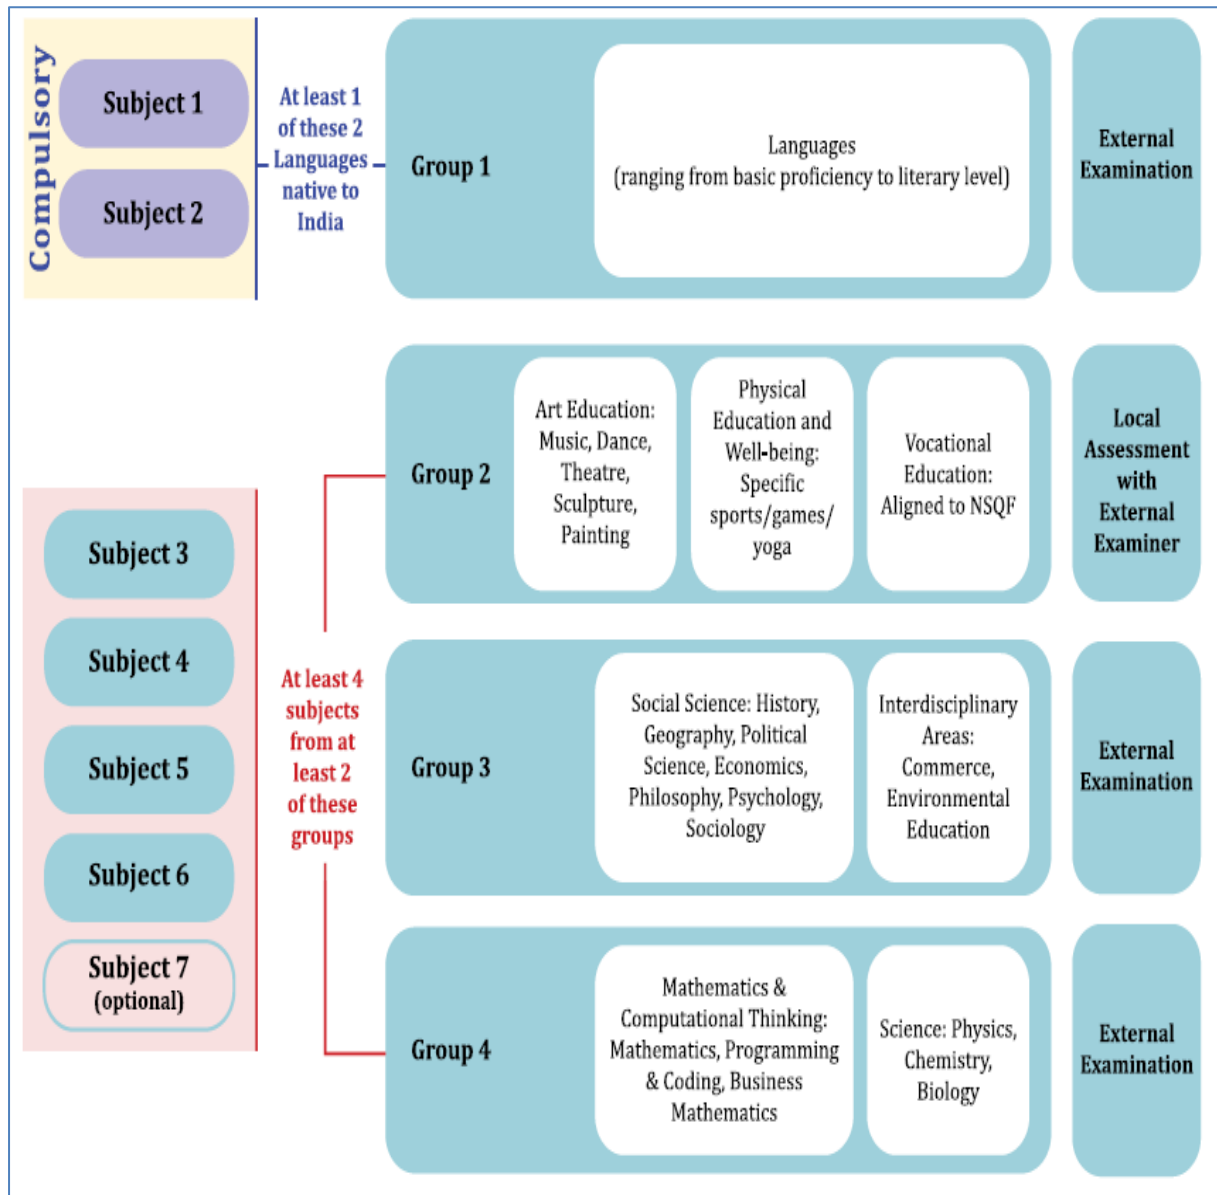 Compulsory
Subject 1
Subject 2
At least 1
of these 2
Languages
native to
India
Group 1
Languages
(ranging from basic proficiency to literary level)
External
Examination
Group 2
Art Education:
Music, Dance,
Theatre,
Sculpture,
Painting
Physical
Education and
Well-being:
Specific
sports/games/
yoga
Vocational
Education:
Aligned to NSQF
Local
Assessment
with
External
Examiner
Subject 3
Subject 4
Subject 5
Subject 6
Subject 7
(optional)
At least 4
subjects
from at
least 2
of these
groups
Group 3
Social Science: History,
Geography, Political
Science, Economics,
Philosophy, Psychology,
Sociology
Interdisciplinary
Areas:
Commerce,
Environmental
Education
External
Examination
Group 4
Mathematics &
Computational Thinking:
Mathematics, Programming
& Coding, Business
Mathematics
Science: Physics,
Chemistry,
Biology
External
Examination